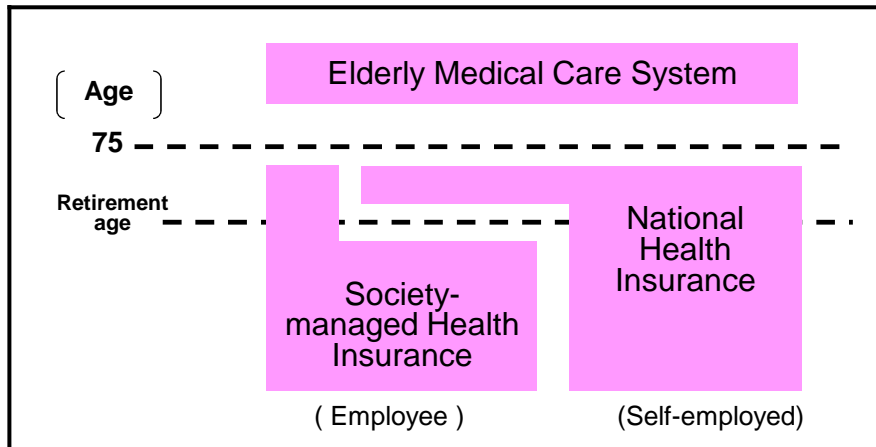 Elderly Medical Care System
Age
75
Retirement
age
National
Health
Insurance
Society-
managed Health
Insurance
( Employee )
(Self-employed)